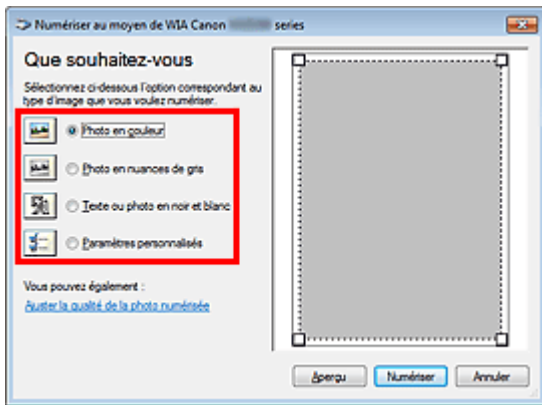 Numériser au moyen de WIA Canon series
Que souhaitez-vous
Sélectionnez ci-dessous l'option correspondant au
type d'image que vous voulez numériser.
Photo en couleur
Photo en nuances de gris
Texte ou photo en noir et blanc
Paramètres personnalisés
Vous pouvez également :
Ajuster la qualité de la photo numérisée
Aperçu Numériser Annuler